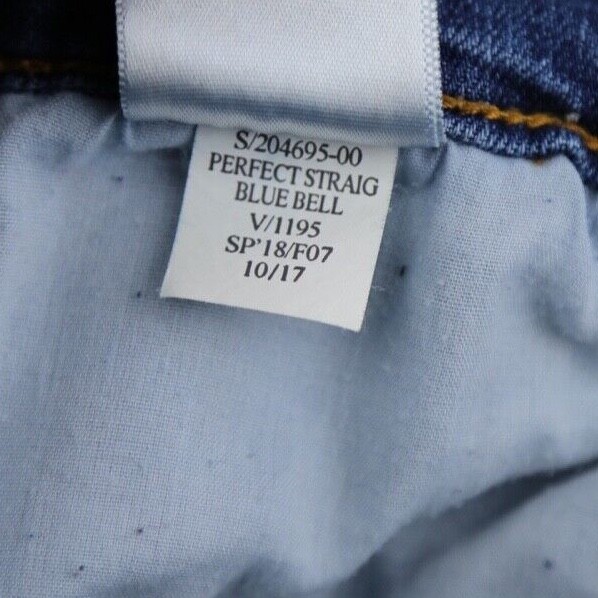 S/204695-00
PERFECT STRAIG
BLUE BELL
V/1195
SP'18/F07
10/17